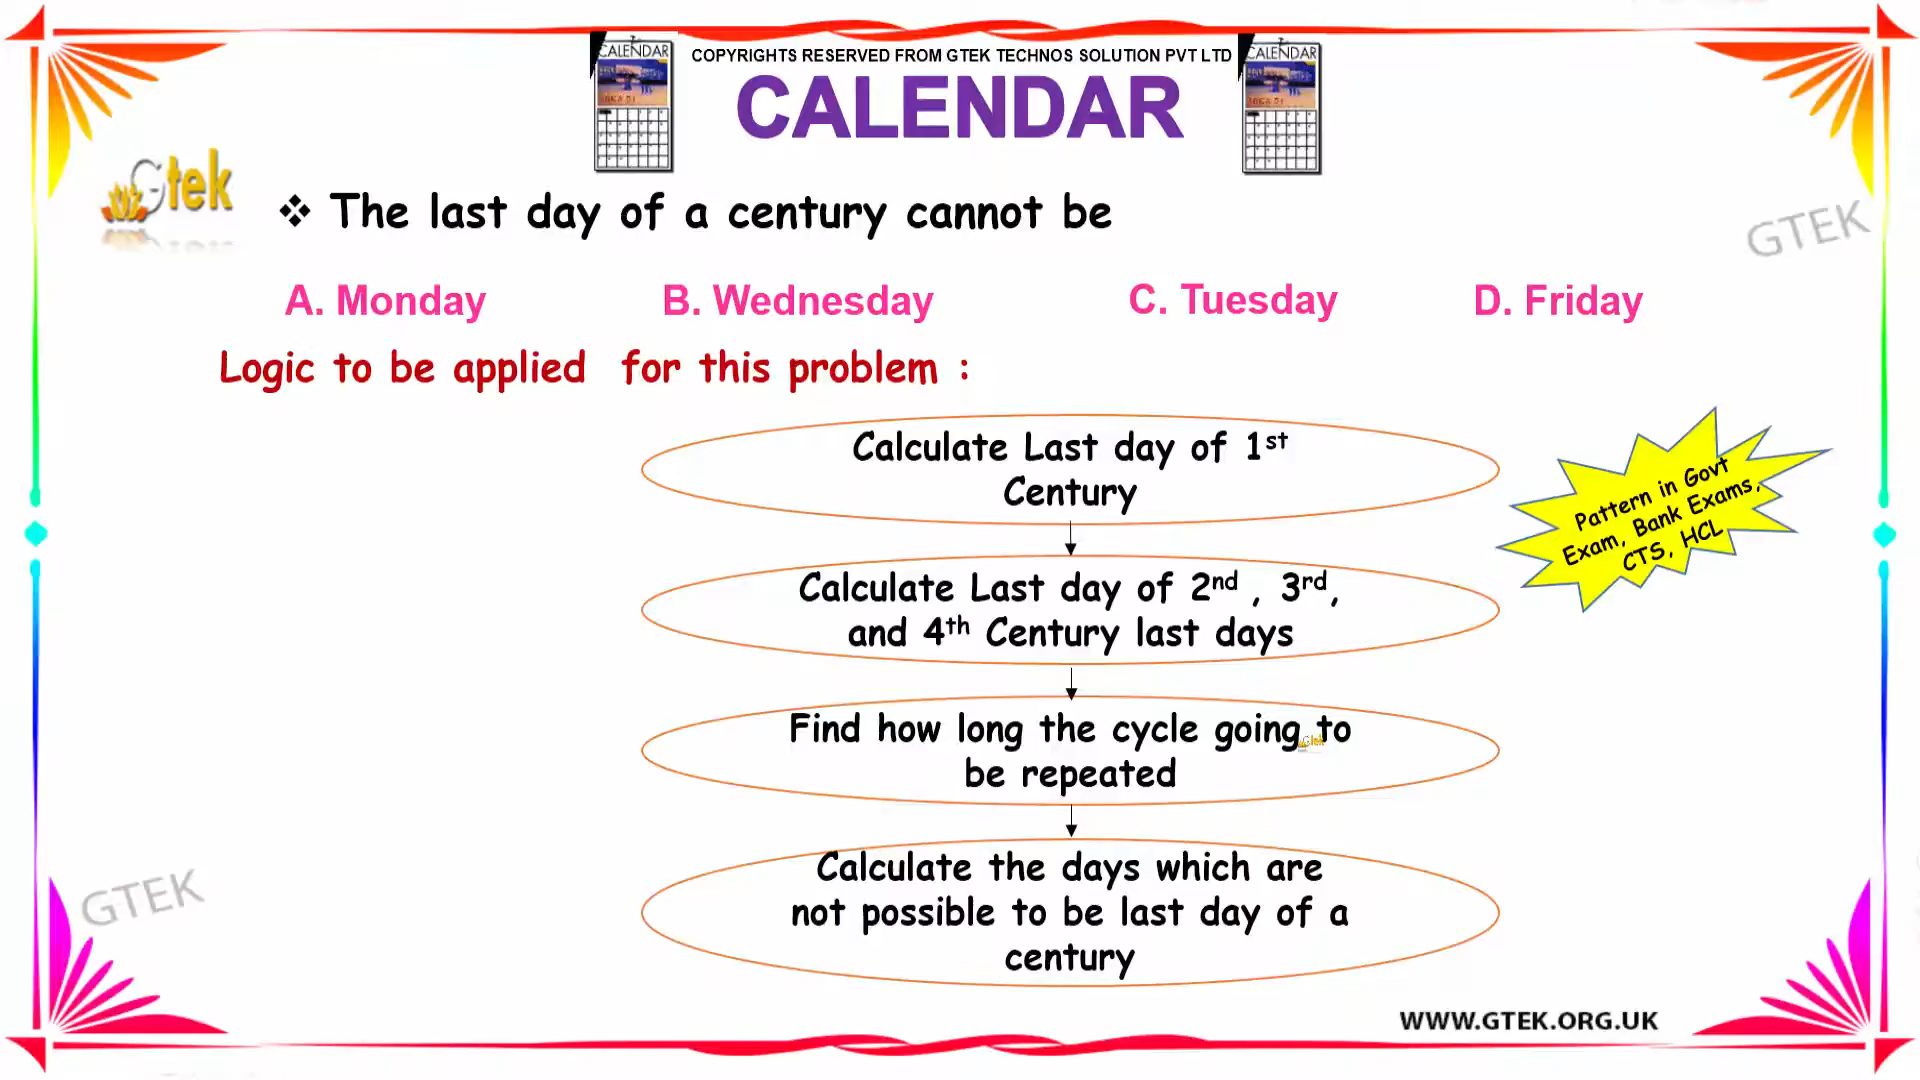 COPYRIGHTS RESERVED FROM GTEK TECHNOS SOLUTION PVT LTD
CALENDAR
CALENDAR
CALENDAR
Gtek
❖ The last day of a century cannot be
GTEK
A. Monday B. Wednesday C. Tuesday D. Friday
Logic to be applied for this problem :
Calculate Last day of 1st
Century
Pattern in Govt
Exam, Bank Exams,
CTS, HCL
Calculate Last day of 2nd , 3rd,
and 4th Century last days
Find how long the cycle going to
be repeated
Gtek
Calculate the days which are
not possible to be last day of a
century
GTEK
WWW.GTEK.ORG.UK